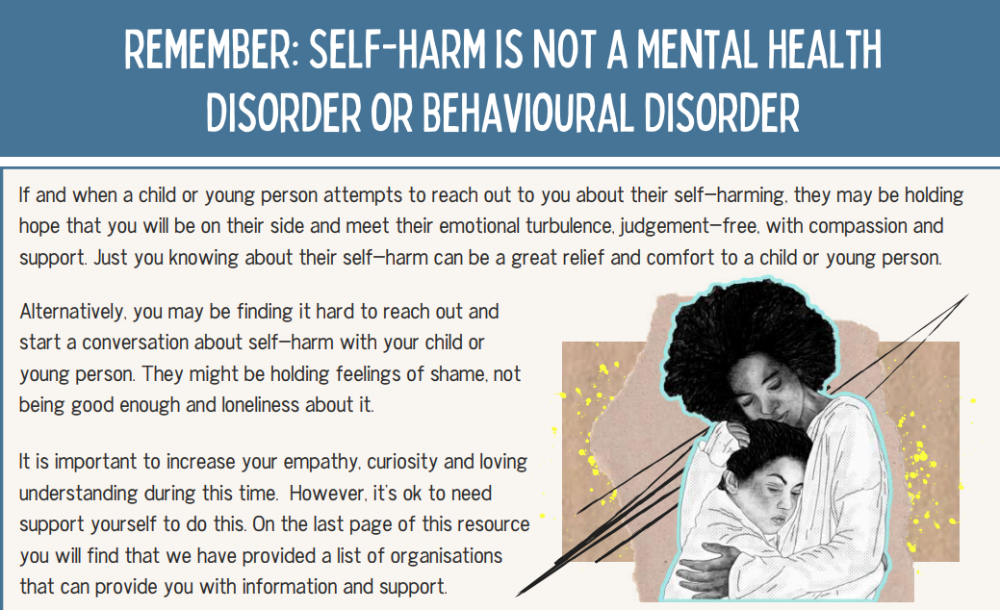 REMEMBER: SELF-HARM IS NOT A MENTAL HEALTH
DISORDER OR BEHAVIOURAL DISORDER
If and when a child or young person attempts to reach out to you about their self-harming, they may be holding
hope that you will be on their side and meet their emotional turbulence, judgement-free, with compassion and
support. Just you knowing about their self-harm can be a great relief and comfort to a child or young person.
Alternatively, you may be finding it hard to reach out and
start a conversation about self-harm with your child or
young person. They might be holding feelings of shame, not
being good enough and loneliness about it.
It is important to increase your empathy, curiosity and loving
understanding during this time.  However, it's ok to need
support yourself to do this. On the last page of this resource
you will find that we have provided a list of organisations
that can provide you with information and support.